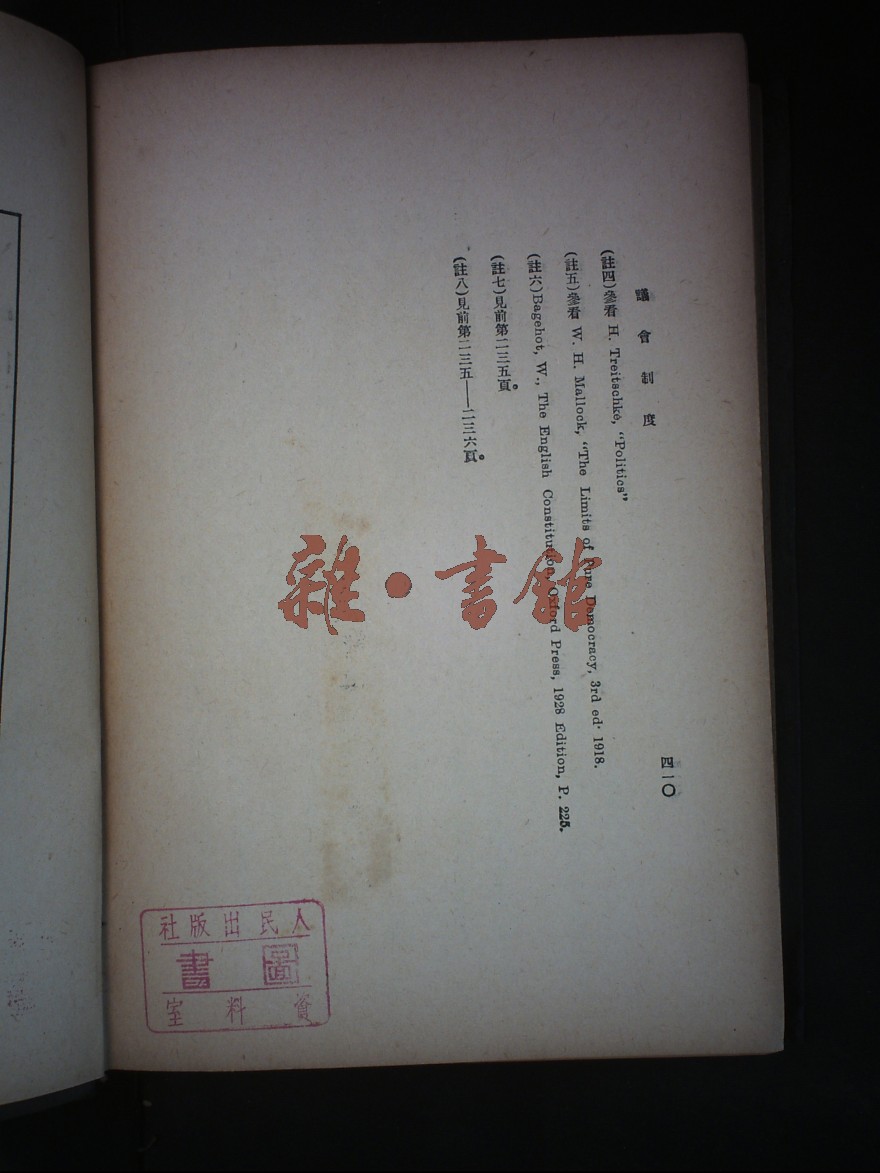 議會制度
四一〇
(註四)參看 H. Treitschke, “Politics”
(註五)參看 W. H. Mallock, “The Limits of Pure Democracy, 3rd ed· 1918.
(註六)Bagehot, W., The English Constitution, Oxford Press, 1928 Edition, P. 225.
(註七)見前第二三五頁。
(註八)見前第二三五——二三六頁。
雜·書館
人民出版社
圖書
資料室